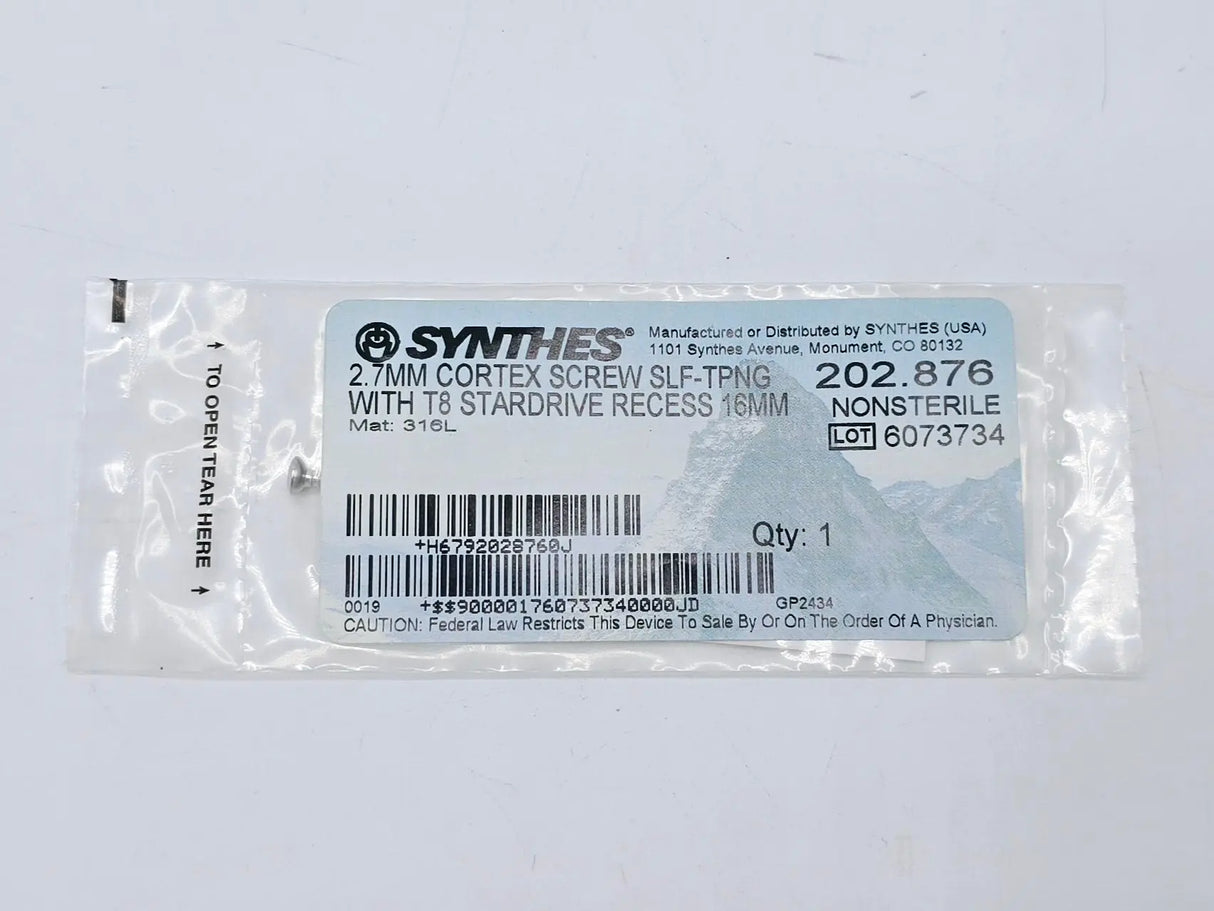 ↑ TO OPEN TEAR HERE ↑
SYNTHES®
Manufactured or Distributed by SYNTHES (USA)
1101 Synthes Avenue, Monument, CO 80132
2.7MM CORTEX SCREW SLF-TPNG
WITH T8 STARDRIVE RECESS 16MM
Mat: 316L
202.876
NONSTERILE
LOT 6073734
+H6792028760J
Qty: 1
0019 +$$9000017607373400​00JD GP2434
CAUTION: Federal Law Restricts This Device To Sale By Or On The Order Of A Physician.